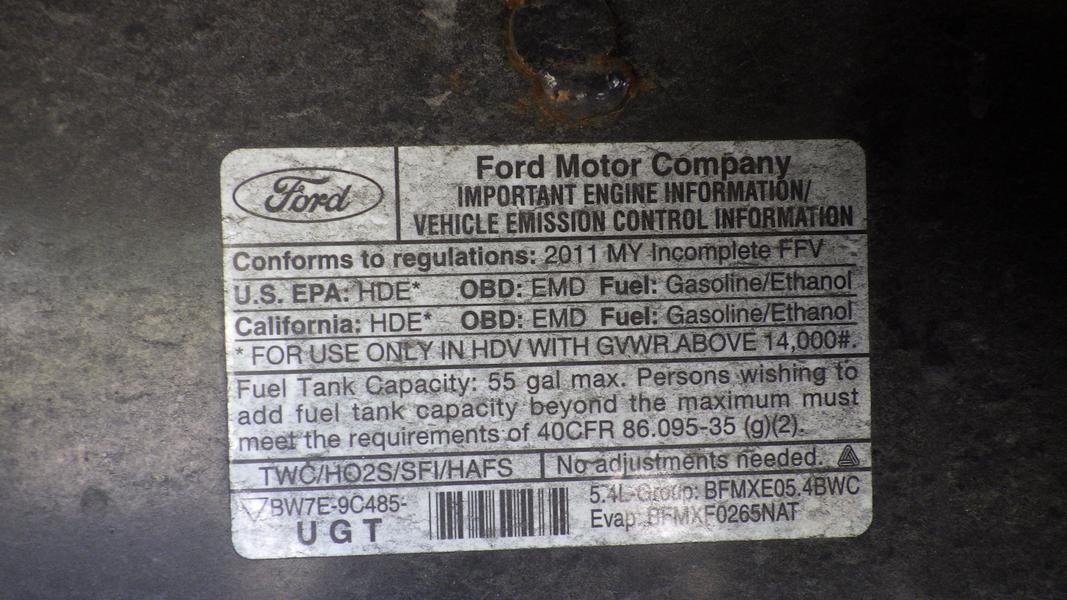 Ford
Ford Motor Company
IMPORTANT ENGINE INFORMATION/
VEHICLE EMISSION CONTROL INFORMATION
Conforms to regulations: 2011 MY Incomplete FFV
U.S. EPA: HDE* OBD: EMD Fuel: Gasoline/Ethanol
California: HDE* OBD: EMD Fuel: Gasoline/Ethanol
* FOR USE ONLY IN HDV WITH GVWR ABOVE 14,000#.
Fuel Tank Capacity: 55 gal max. Persons wishing to
add fuel tank capacity beyond the maximum must
meet the requirements of 40CFR 86.095-35 (g)(2).
TWC/HO2S/SFI/HAFS No adjustments needed.
7BW7E-9C485-
UGT
5.4L-Group: BFMXE05.4BWC
Evap: BFMXF0265NAT